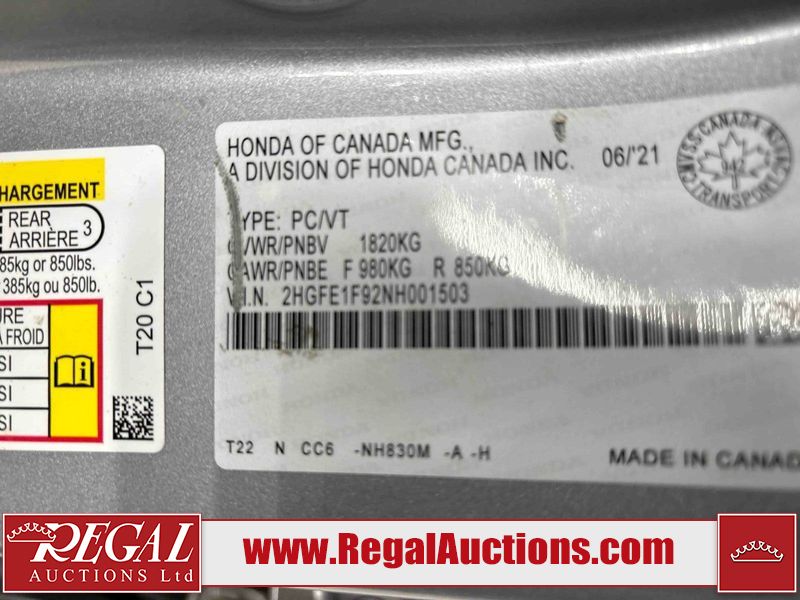 HARGEMENT
REAR
ARRIÈRE 3
85kg or 850lbs.
385kg ou 850lb.
URE
A FROID
SI
SI
SI
T20 C1
HONDA OF CANADA MFG.,
A DIVISION OF HONDA CANADA INC. 06/'21
TYPE: PC/VT
GVWR/PNBV 1820KG
GAWR/PNBE F 980KG R 850KG
V.I.N. 2HGFE1F92NH001503
T22 N CC6 -NH830M -A -H
MADE IN CANAD
CANADA
TRANSPORT
REGAL
AUCTIONS Ltd
www.RegalAuctions.com